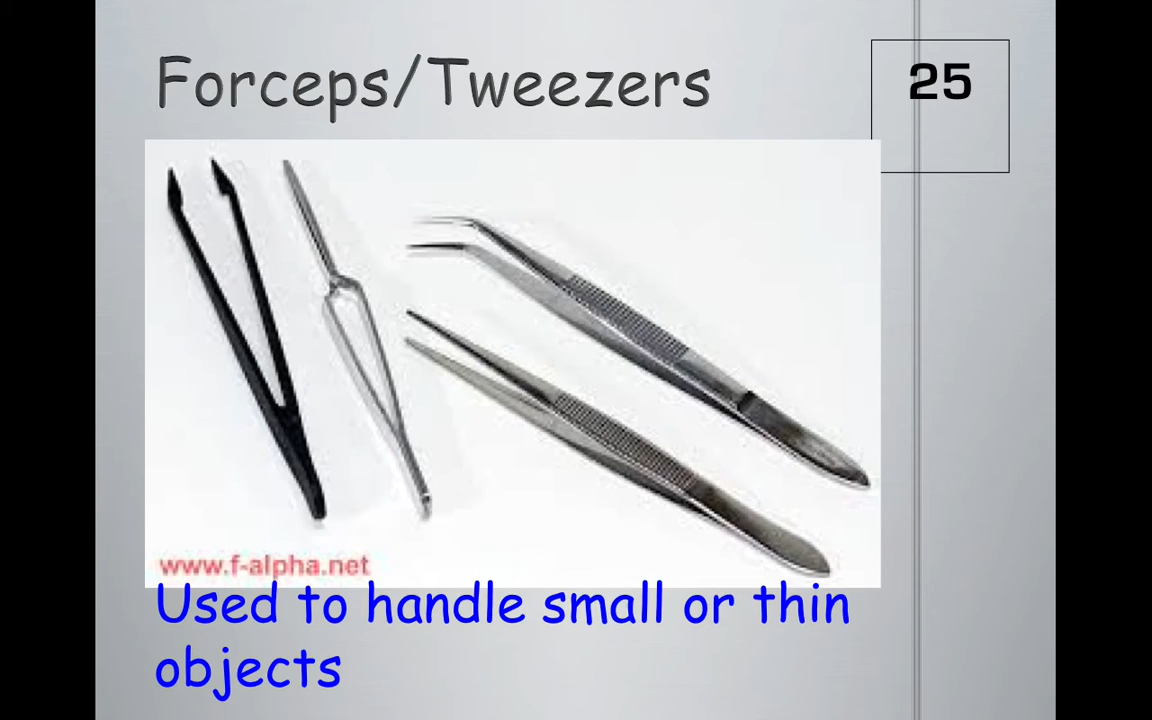 Forceps/Tweezers
25
www.f-alpha.net
Used to handle small or thin
objects